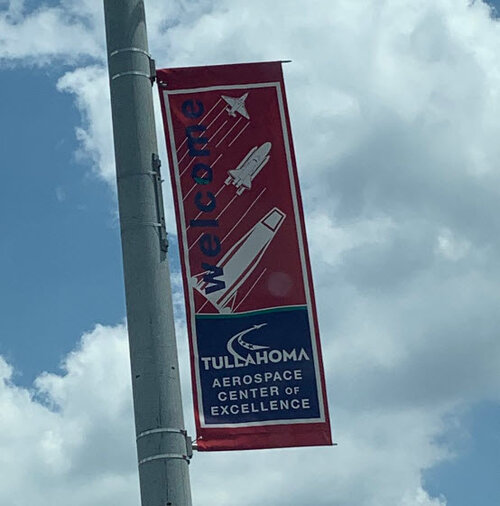 welcome
TULLAHOMA
AEROSPACE
CENTER OF
EXCELLENCE